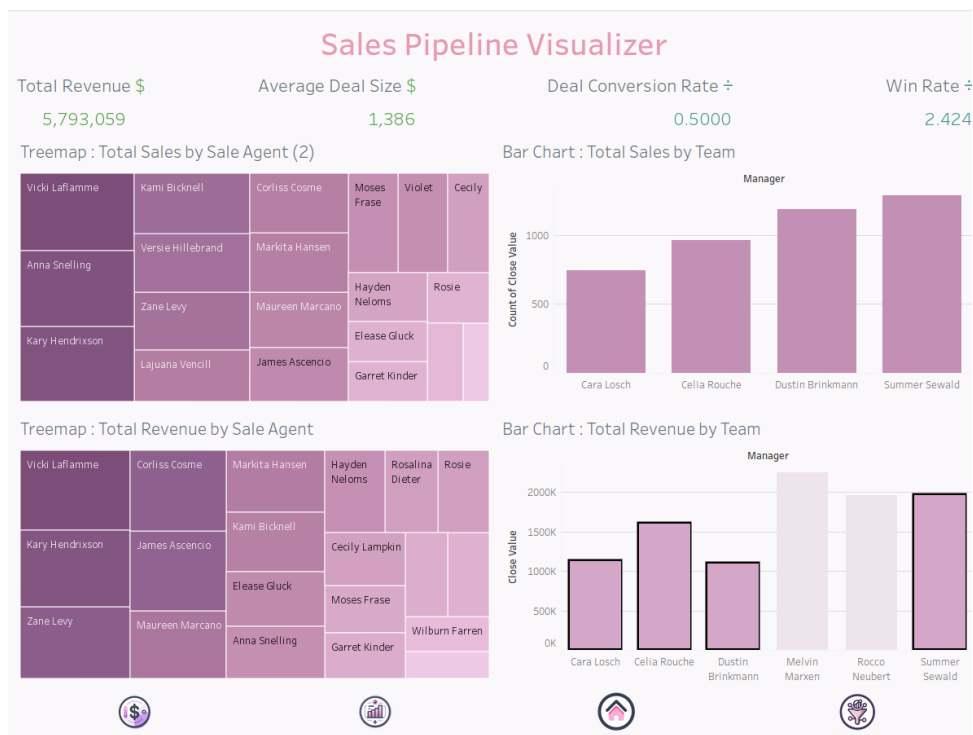 Sales Pipeline Visualizer
Total Revenue $
Average Deal Size $
Deal Conversion Rate ÷
Win Rate ÷
5,793,059
1,386
0.5000
2.424
Treemap : Total Sales by Sale Agent (2)
Vicki Laflamme
Kami Bicknell
Corliss Cosme
Moses
Frase
Violet
Cecily
Versie Hillebrand
Markita Hansen
Anna Snelling
Hayden
Neloms
Rosie
Zane Levy
Maureen Marcano
Kary Hendrixson
Elease Gluck
Lajuana Vencill
James Ascencio
Garret Kinder
Bar Chart : Total Sales by Team
Manager
Count of Close Value
1000
500
0
Cara Losch
Celia Rouche
Dustin Brinkmann
Summer Sewald
Treemap : Total Revenue by Sale Agent
Vicki Laflamme
Corliss Cosme
Markita Hansen
Hayden
Neloms
Rosalina
Dieter
Rosie
Kami Bicknell
Kary Hendrixson
James Ascencio
Cecily Lampkin
Elease Gluck
Moses Frase
Zane Levy
Maureen Marcano
Wilburn Farren
Anna Snelling
Garret Kinder
Bar Chart : Total Revenue by Team
Manager
Close Value
2000K
1500K
1000K
500K
0K
Cara Losch
Celia Rouche
Dustin
Brinkmann
Melvin
Marxen
Rocco
Neubert
Summer
Sewald
$